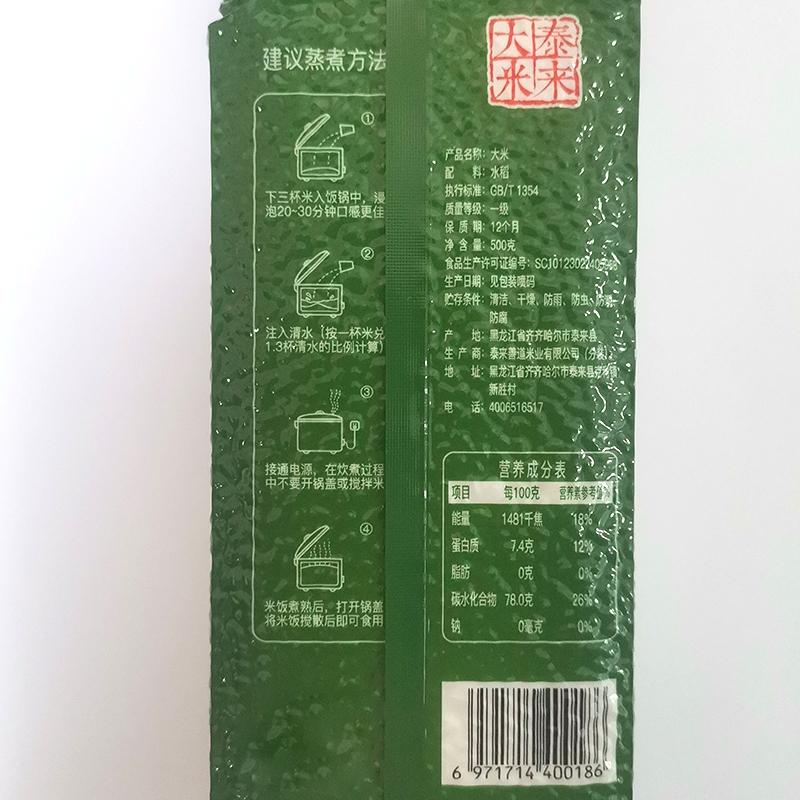 建议蒸煮方法
①
下三杯米入饭锅中，浸
泡20~30分钟口感更佳
②
注入清水（按一杯米兑
1.3杯清水的比例计算）
③
接通电源，在炊煮过程
中不要开锅盖或搅拌米
④
米饭煮熟后，打开锅盖
将米饭搅散后即可食用
泰来
大米
产品名称：大米
配 料：水稻
执行标准：GB/T 1354
质量等级：一级
保 质 期：12个月
净 含 量：500克
食品生产许可证编号：
生产日期：见包装喷码
贮存条件：清洁、干燥、防雨、防虫、
防腐
产 地：黑龙江省齐齐哈尔市泰来县
生 产 商：泰来善道米业有限公司（分装）
地 址：黑龙江省齐齐哈尔市泰来县
新胜村
电 话：4006516517
营养成分表
项目 每100克 营养素参考值%
能量 1481千焦 18%
蛋白质 7.4克 12%
脂肪 0克 0%
碳水化合物 78.0克 26%
钠 0毫克 0%
6 971714 400186